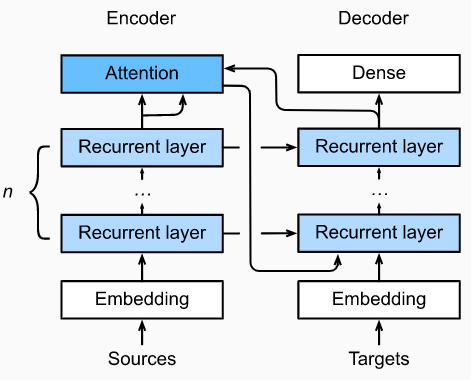 Encoder
Decoder
Attention
Dense
Recurrent layer
Recurrent layer
n
...
...
Recurrent layer
Recurrent layer
Embedding
Embedding
Sources
Targets